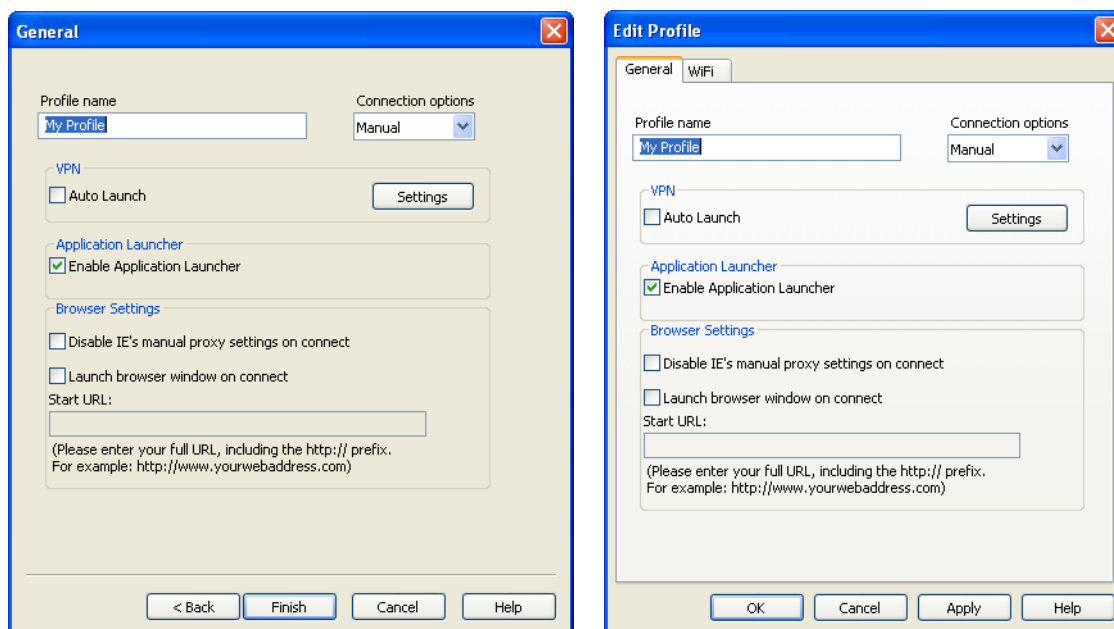 General
Profile name
Connection options
My Profile
Manual
VPN
Auto Launch
Settings
Application Launcher
Enable Application Launcher
Browser Settings
Disable IE's manual proxy settings on connect
Launch browser window on connect
Start URL:
(Please enter your full URL, including the http:// prefix.
For example: http://www.yourwebaddress.com)
< Back
Finish
Cancel
Help
Edit Profile
General
WiFi
Profile name
Connection options
My Profile
Manual
VPN
Auto Launch
Settings
Application Launcher
Enable Application Launcher
Browser Settings
Disable IE's manual proxy settings on connect
Launch browser window on connect
Start URL:
(Please enter your full URL, including the http:// prefix.
For example: http://www.yourwebaddress.com)
OK
Cancel
Apply
Help